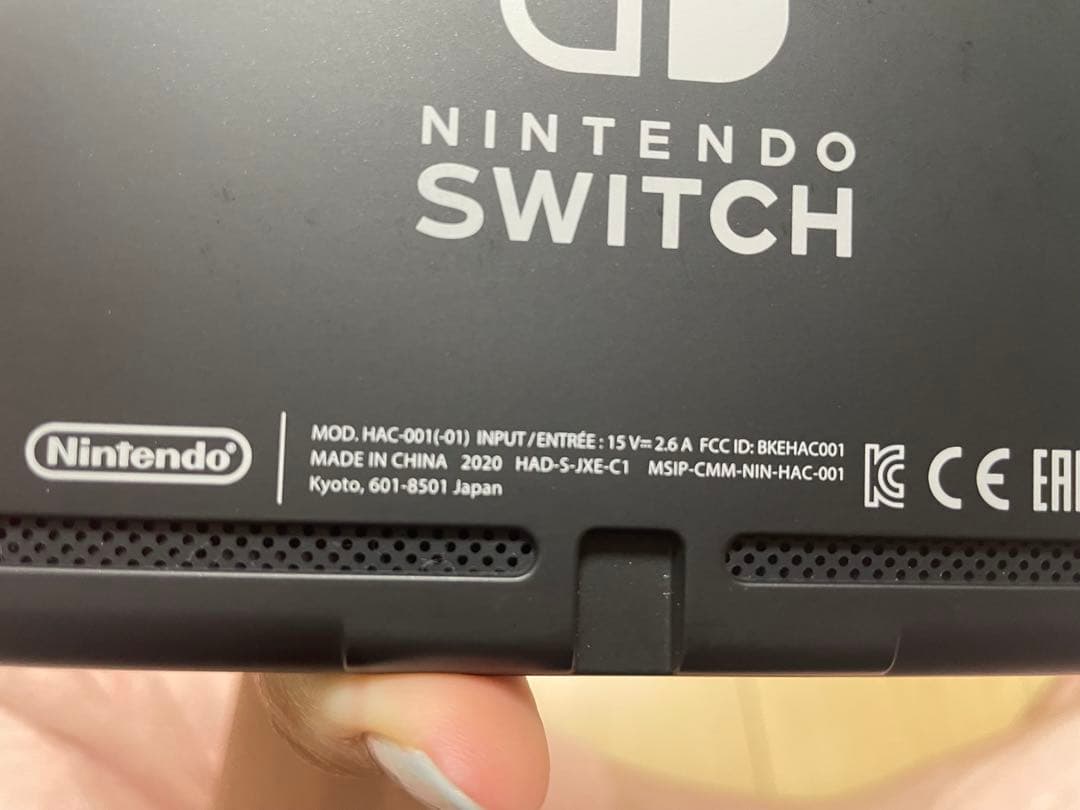 NINTENDO
SWITCH
Nintendo®
MOD. HAC-001(-01) INPUT/ENTRÉE : 15 V⎓ 2.6 A FCC ID: BKEHAC001
MADE IN CHINA 2020 HAD-S-JXE-C1 MSIP-CMM-NIN-HAC-001
Kyoto, 601-8501 Japan
CE
EAC